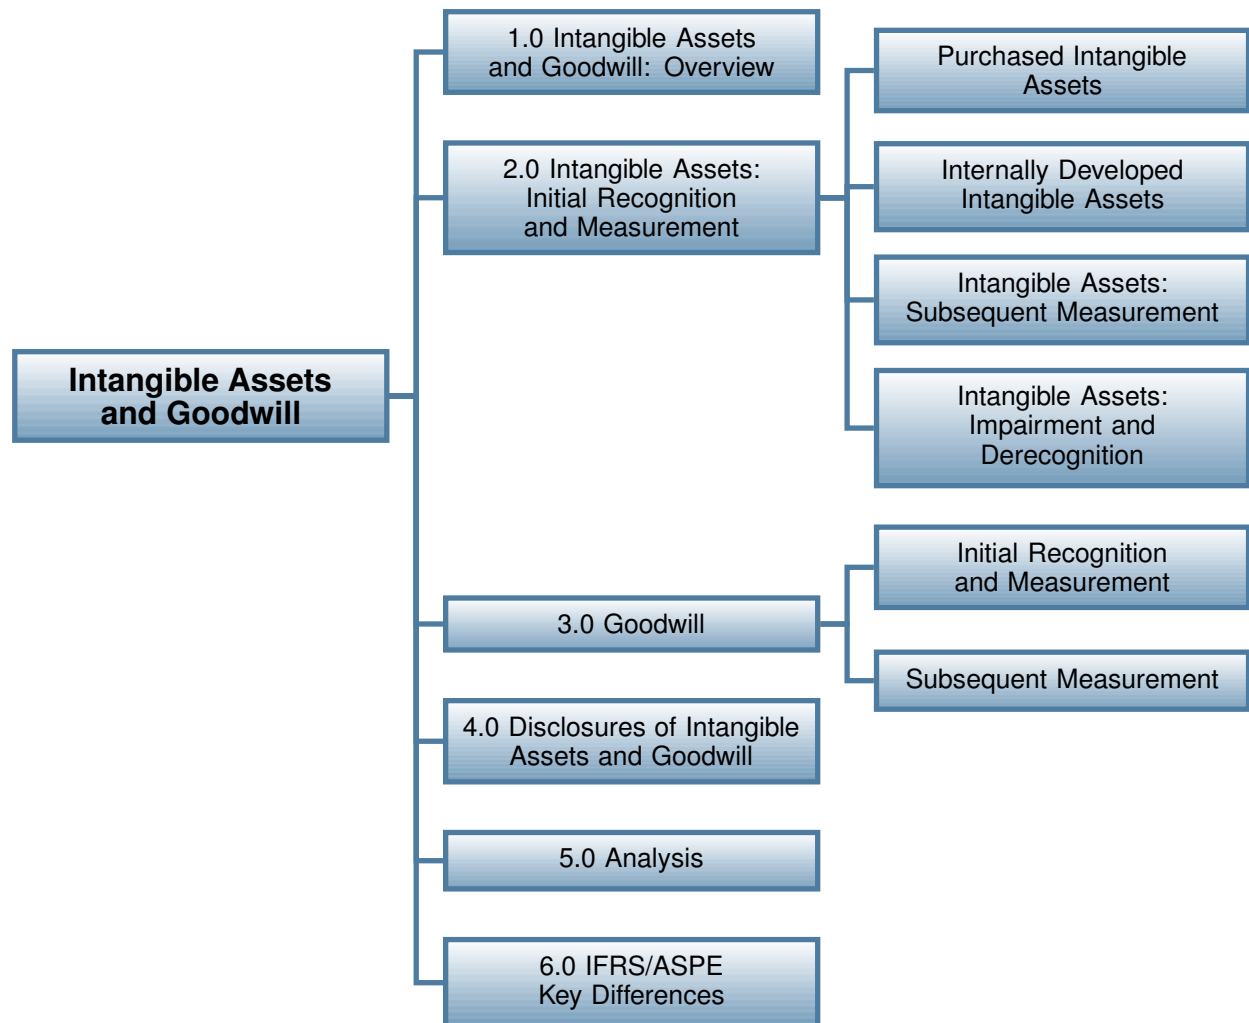 Intangible Assets
and Goodwill
1.0 Intangible Assets
and Goodwill: Overview
2.0 Intangible Assets:
Initial Recognition
and Measurement
Purchased Intangible
Assets
Internally Developed
Intangible Assets
Intangible Assets:
Subsequent Measurement
Intangible Assets:
Impairment and
Derecognition
3.0 Goodwill
Initial Recognition
and Measurement
Subsequent Measurement
4.0 Disclosures of Intangible
Assets and Goodwill
5.0 Analysis
6.0 IFRS/ASPE
Key Differences